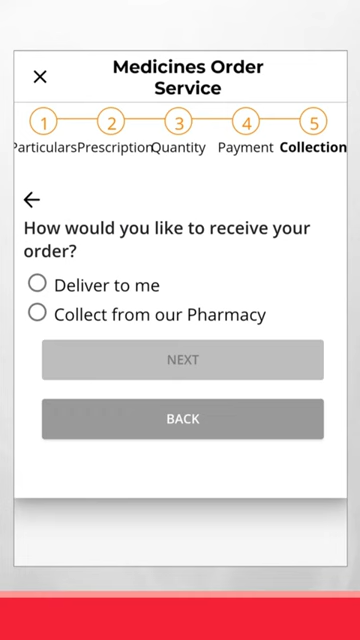 Medicines Order
Service
1 2 3 4 5
Particulars Prescription Quantity Payment Collection
How would you like to receive your
order?
Deliver to me
Collect from our Pharmacy
NEXT
BACK